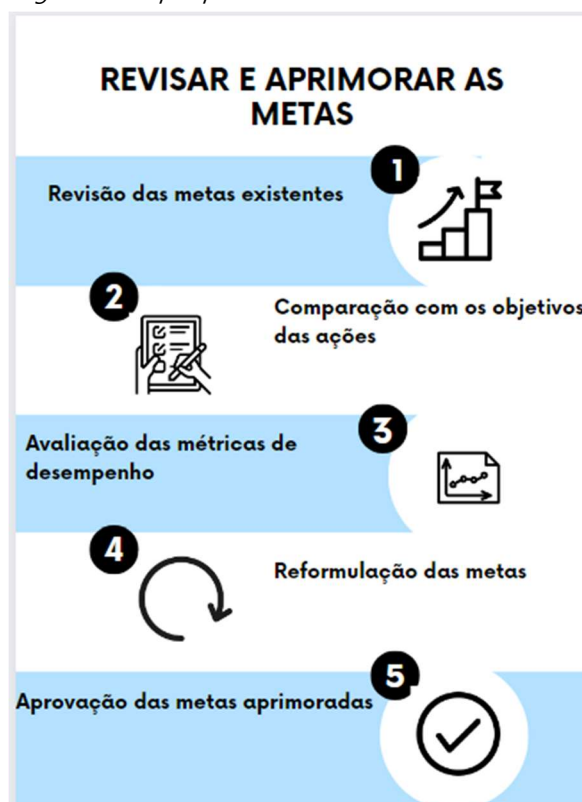 REVISAR E APRIMORAR AS
METAS
1
Revisão das metas existentes
2
Comparação com os objetivos
das ações
3
Avaliação das métricas de
desempenho
4
Reformulação das metas
5
Aprovação das metas aprimoradas